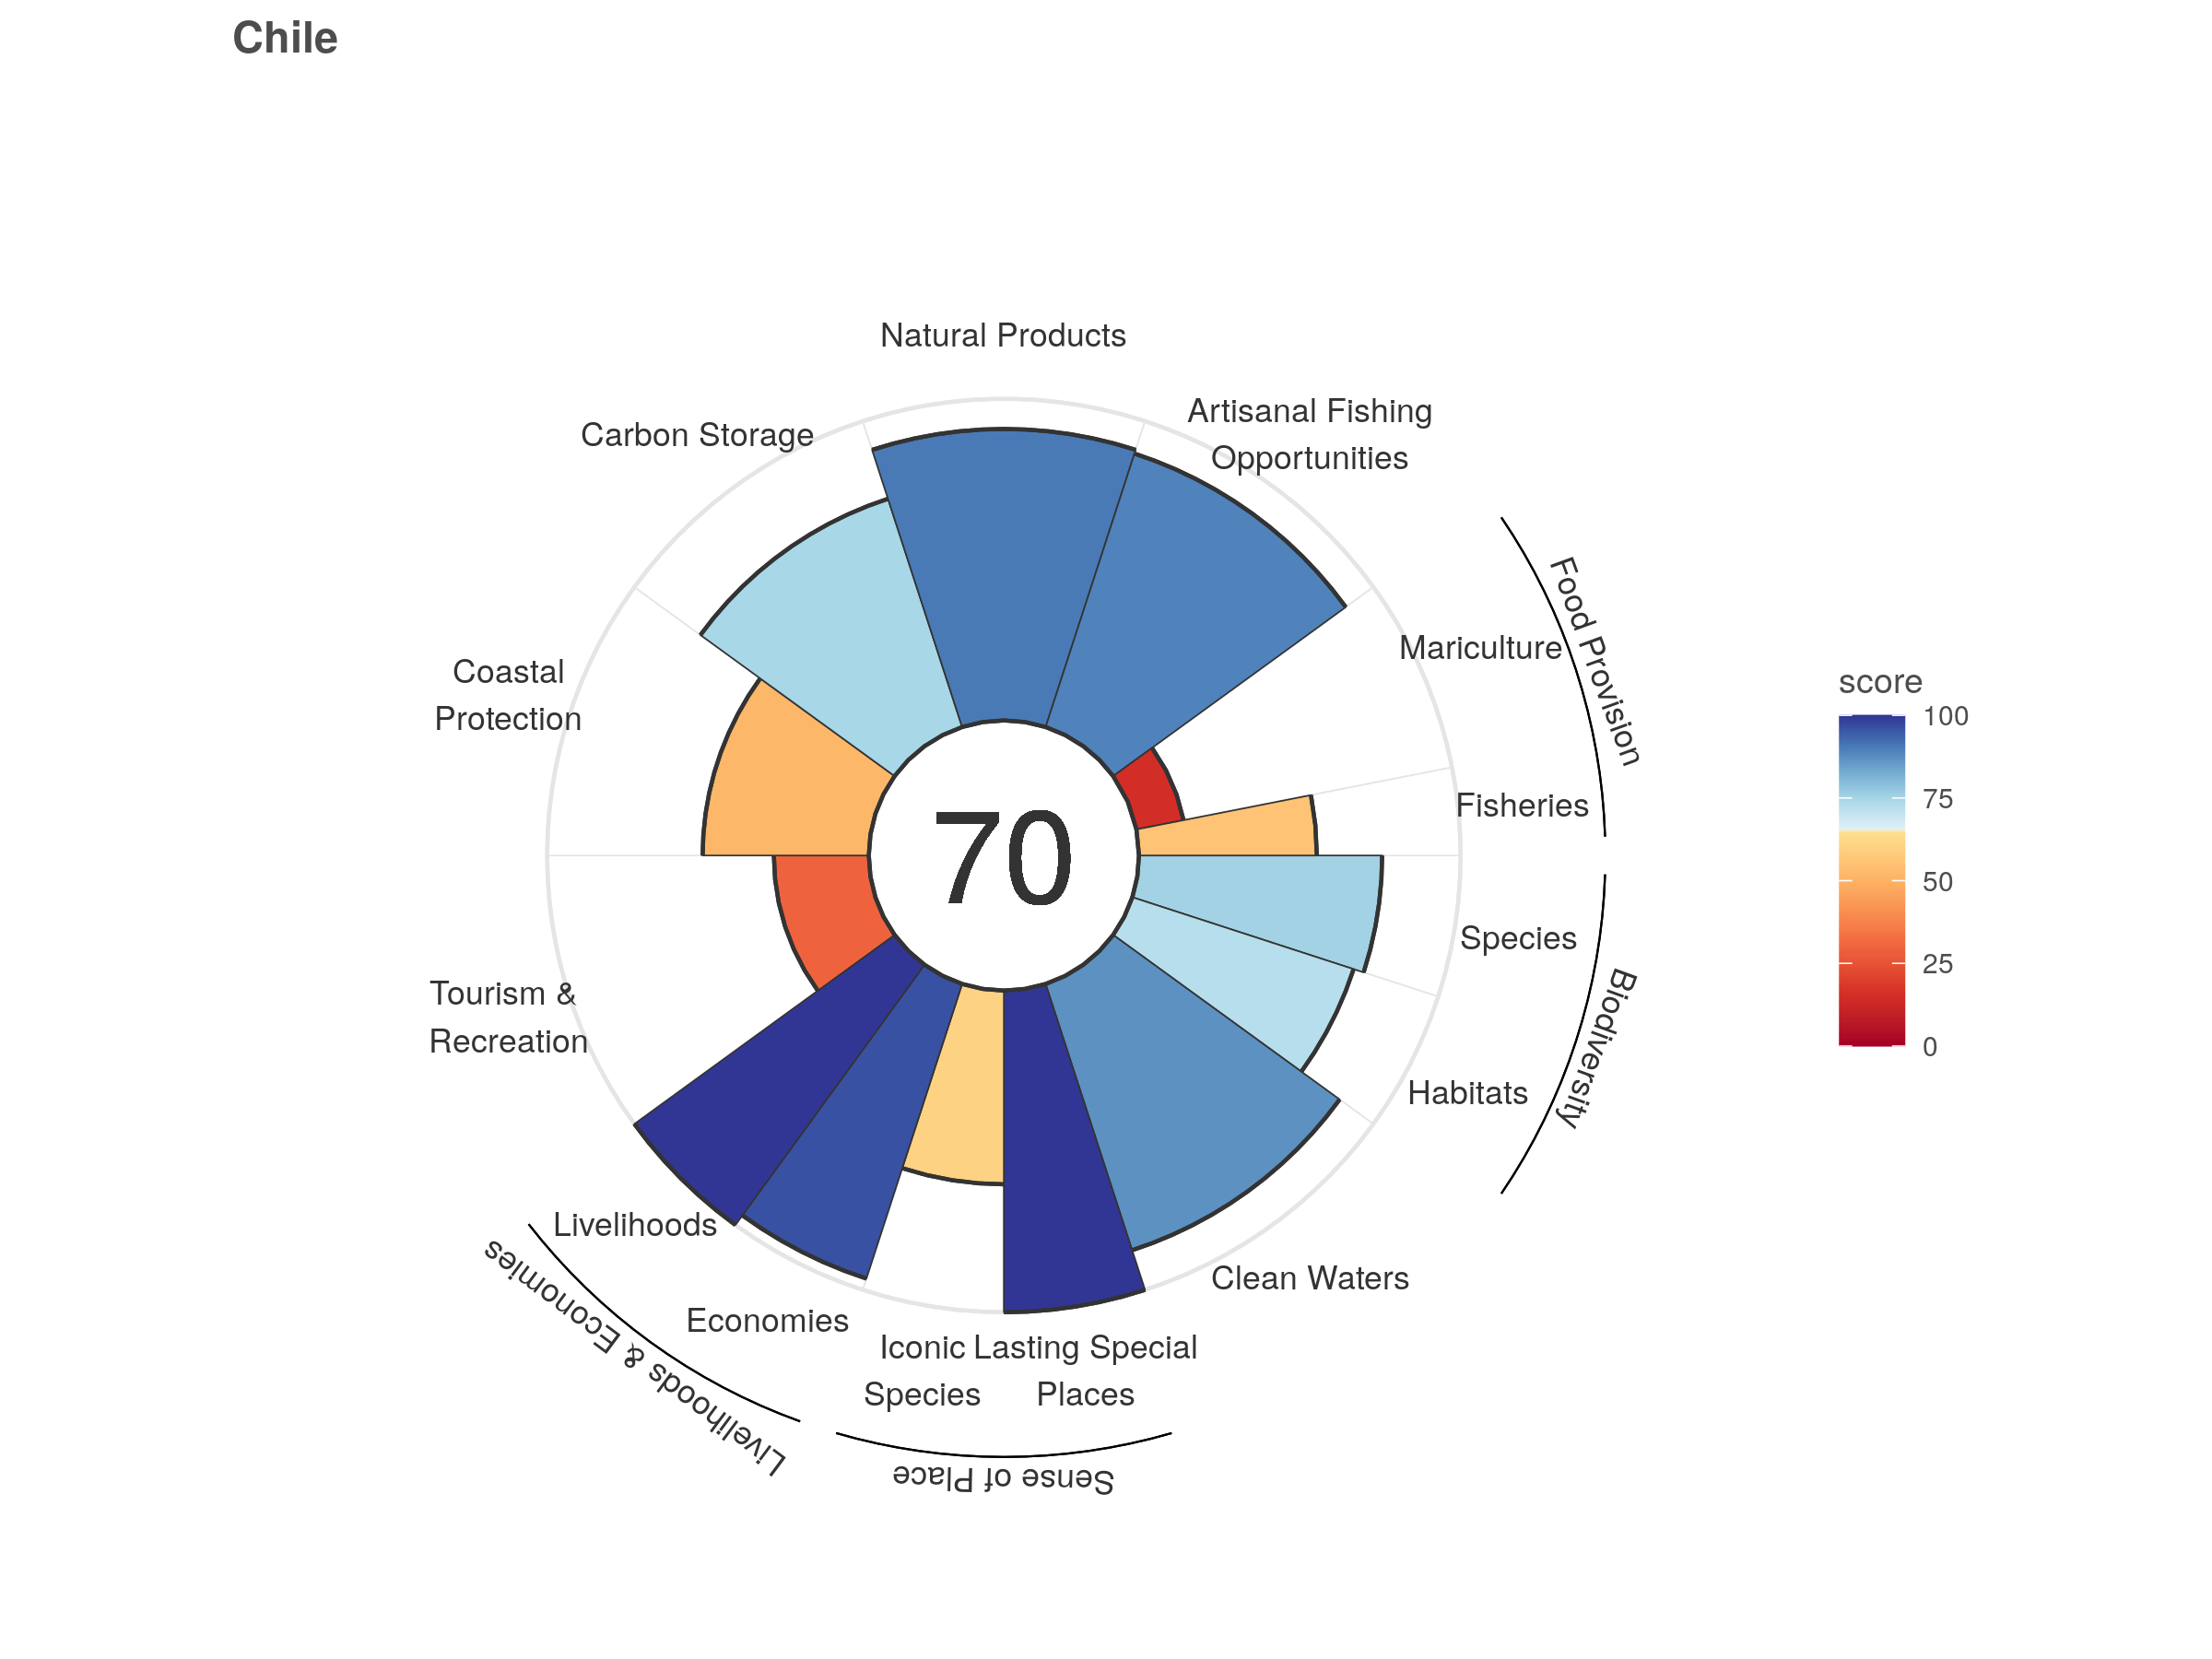 Chile
Natural Products
Artisanal Fishing
Opportunities
Carbon Storage
Food Provision
Mariculture
Coastal
Protection
Fisheries
70
Species
Biodiversity
Tourism &
Recreation
Habitats
Livelihoods
Livelihoods & Economies
Clean Waters
Economies
Iconic
Species
Lasting Special
Places
Sense of Place
score
100
75
50
25
0